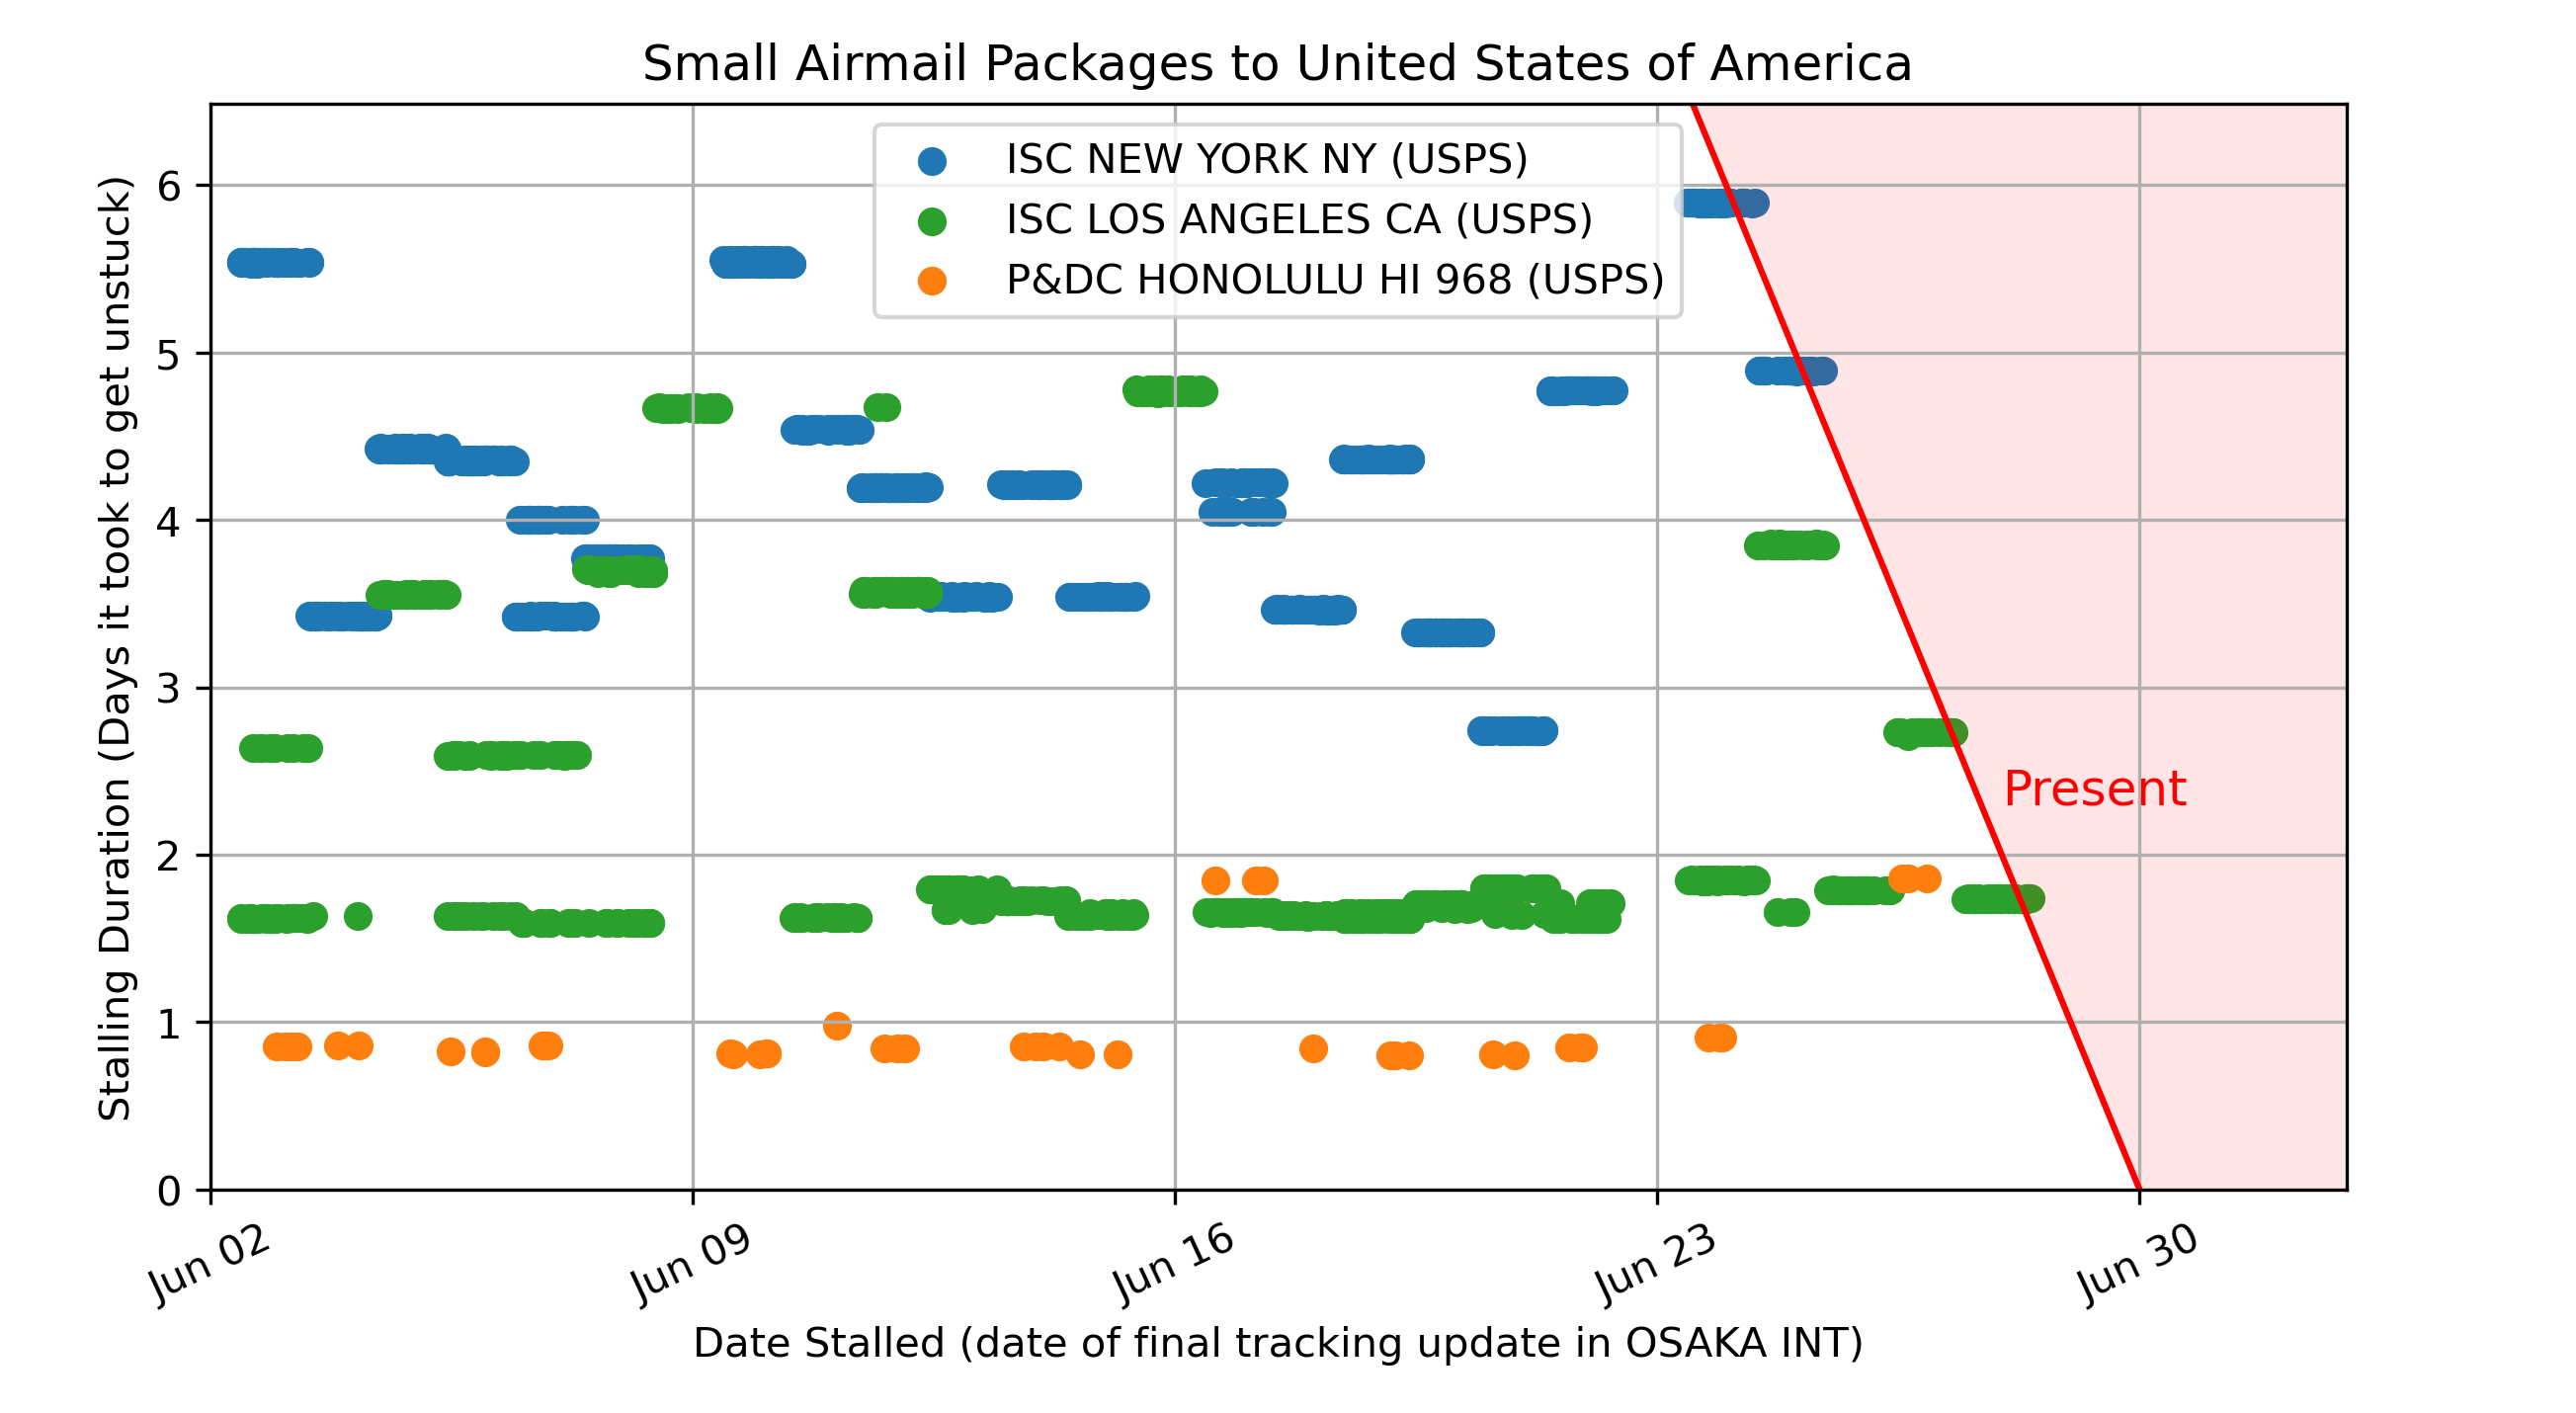 Small Airmail Packages to United States of America
ISC NEW YORK NY (USPS)
ISC LOS ANGELES CA (USPS)
P&DC HONOLULU HI 968 (USPS)
Stalling Duration (Days it took to get unstuck)
6
5
4
3
2
1
0
Present
Jun 02
Jun 09
Jun 16
Jun 23
Jun 30
Date Stalled (date of final tracking update in OSAKA INT)